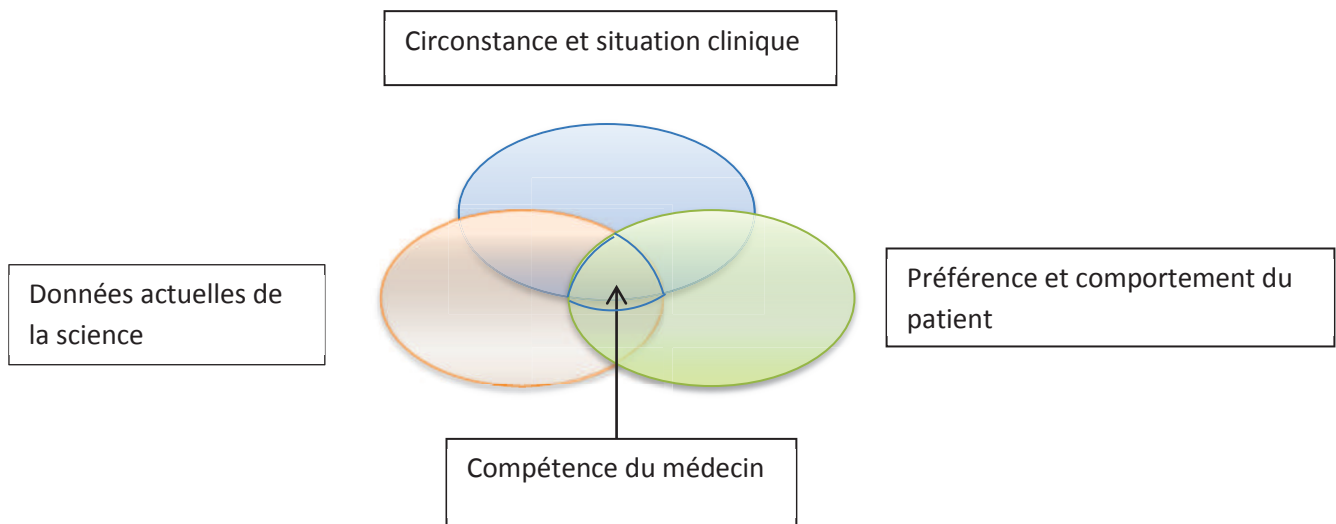 Circonstance et situation clinique
Données actuelles de
la science
Préférence et comportement du
patient
Compétence du médecin